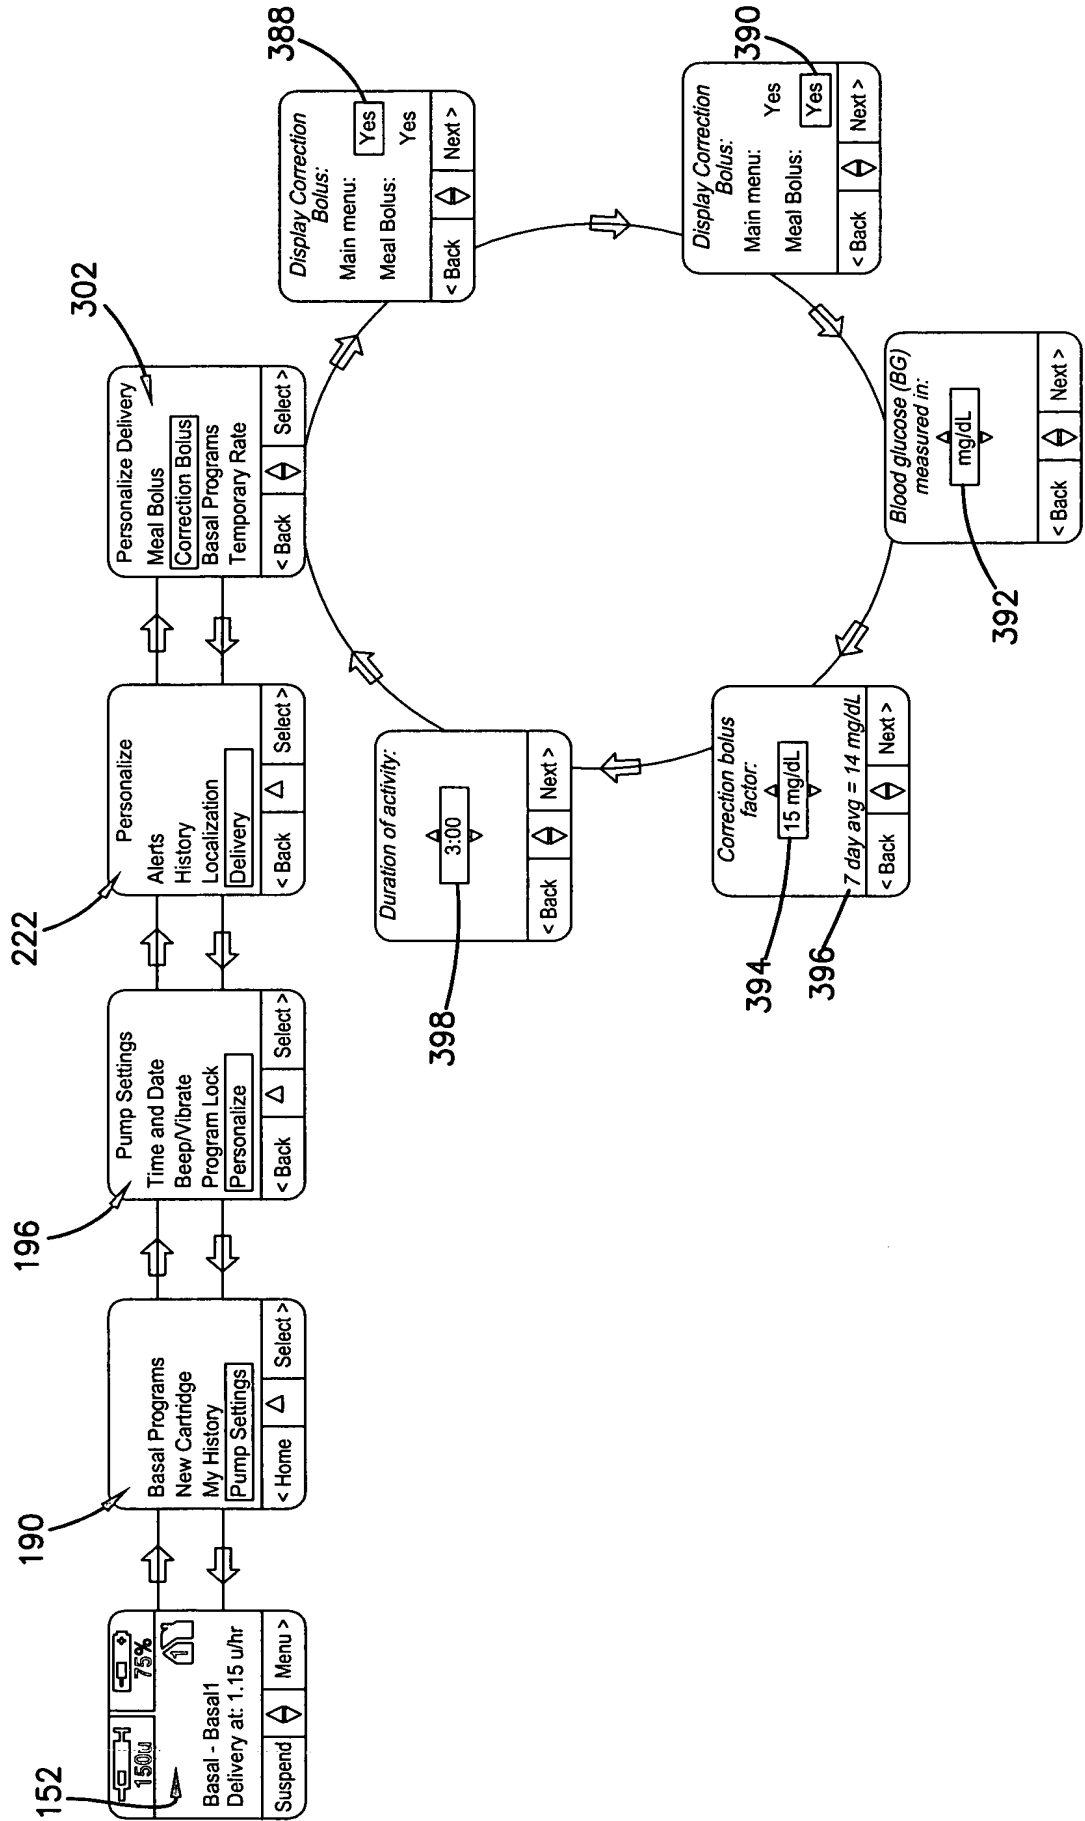 152
150u
75%
1
Basal - Basal1
Delivery at: 1.15 u/hr
Suspend
Menu >
190
Basal Programs
New Cartridge
My History
Pump Settings
< Home
Select >
196
Pump Settings
Time and Date
Beep/Vibrate
Program Lock
Personalize
< Back
Select >
222
Personalize
Alerts
History
Localization
Delivery
< Back
Select >
302
Personalize Delivery
Meal Bolus
Correction Bolus
Basal Programs
Temporary Rate
< Back
Select >
388
Display Correction
Bolus:
Main menu: Yes
Meal Bolus: Yes
< Back
Next >
390
Display Correction
Bolus:
Main menu: Yes
Meal Bolus: Yes
< Back
Next >
392
Blood glucose (BG)
measured in:
mg/dL
< Back
Next >
394
Correction bolus
factor:
15 mg/dL
396
7 day avg = 14 mg/dL
< Back
Next >
398
Duration of activity:
3:00
< Back
Next >